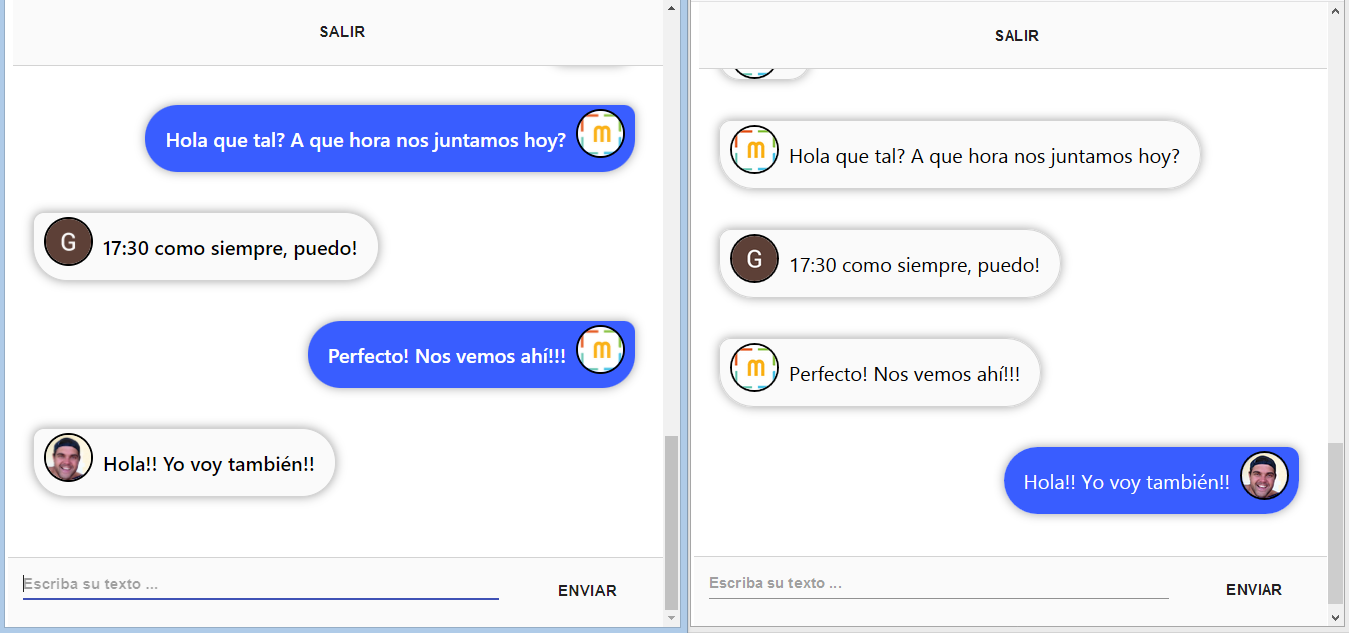 SALIR
Hola que tal? A que hora nos juntamos hoy?
m
G
17:30 como siempre, puedo!
Perfecto! Nos vemos ahí!!!
m
Hola!! Yo voy también!!
Escriba su texto ...
ENVIAR
SALIR
m
Hola que tal? A que hora nos juntamos hoy?
G
17:30 como siempre, puedo!
m
Perfecto! Nos vemos ahí!!!
Hola!! Yo voy también!!
Escriba su texto ...
ENVIAR